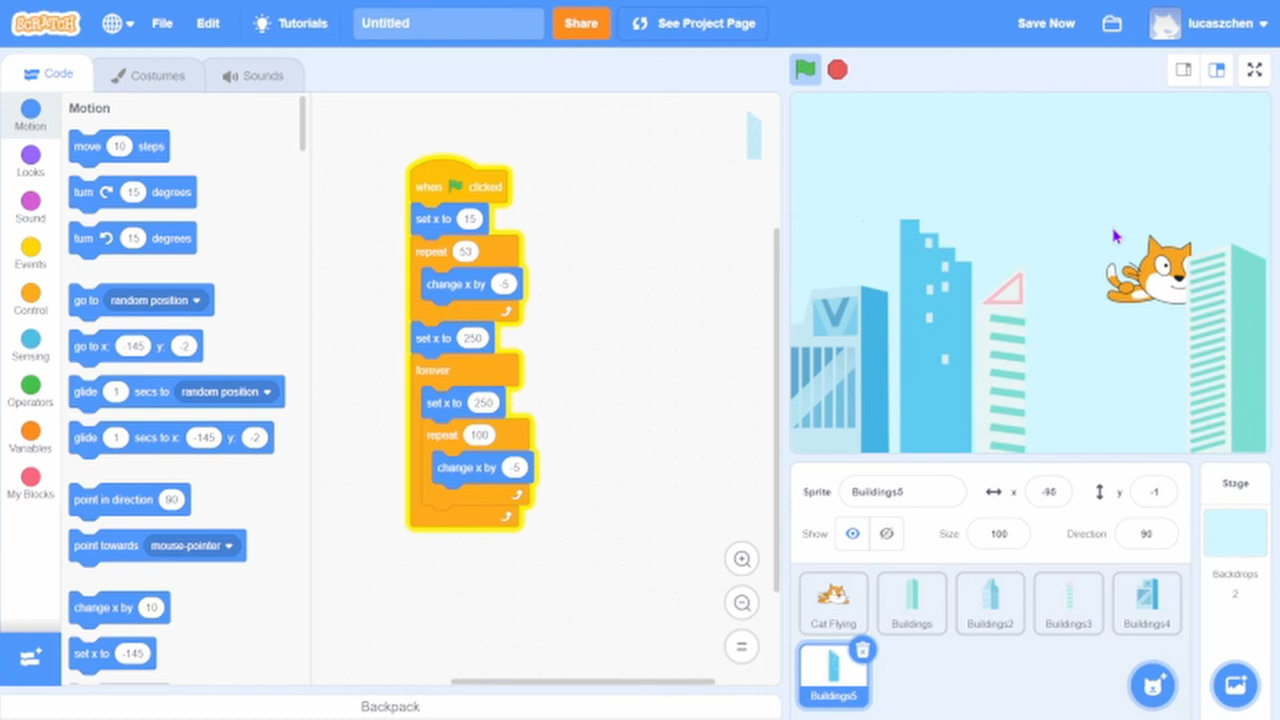 SCRATCH
File
Edit
Tutorials
Untitled
Share
See Project Page
Save Now
lucaszchen
Code
Costumes
Sounds
Motion
Looks
Sound
Events
Control
Sensing
Operators
Variables
My Blocks
Motion
move 10 steps
turn 15 degrees
turn 15 degrees
go to random position
go to x: -145 y: -2
glide 1 secs to random position
glide 1 secs to x: -145 y: -2
point in direction 90
point towards mouse-pointer
change x by 10
set x to -145
when clicked
set x to 15
repeat 53
change x by -5
set x to 250
forever
set x to 250
repeat 100
change x by -5
Backpack
V
Sprite Buildings5 x -95 y -1
Show Size 100 Direction 90
Cat Flying
Buildings
Buildings2
Buildings3
Buildings4
Buildings5
Stage
Backdrops
2